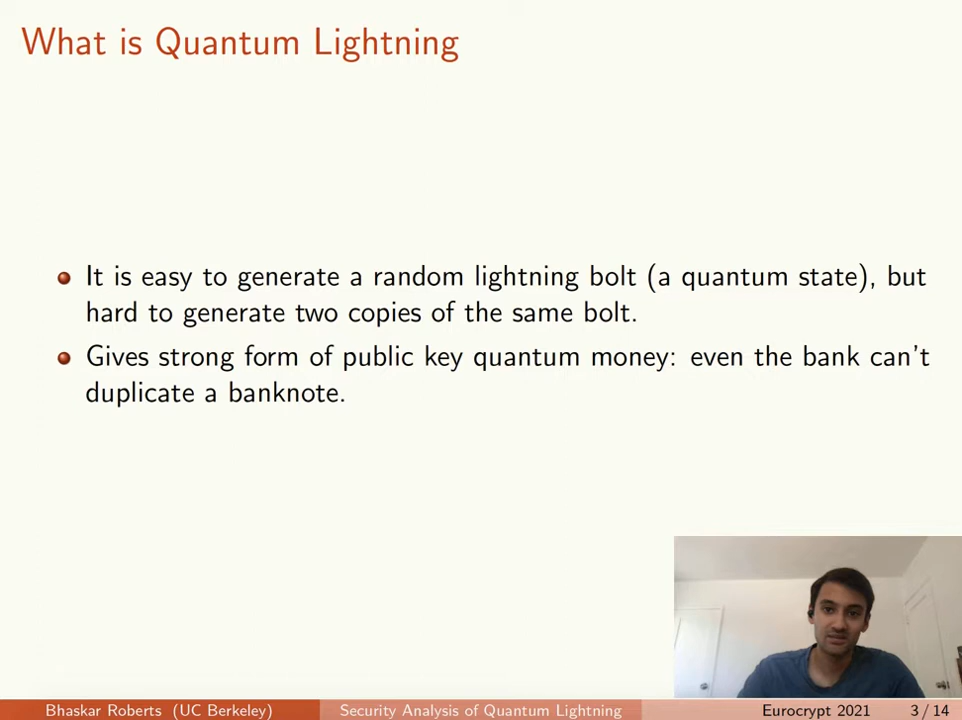 What is Quantum Lightning
It is easy to generate a random lightning bolt (a quantum state), but
hard to generate two copies of the same bolt.
Gives strong form of public key quantum money: even the bank can't
duplicate a banknote.
Bhaskar Roberts (UC Berkeley) Security Analysis of Quantum Lightning Eurocrypt 2021 3 / 14